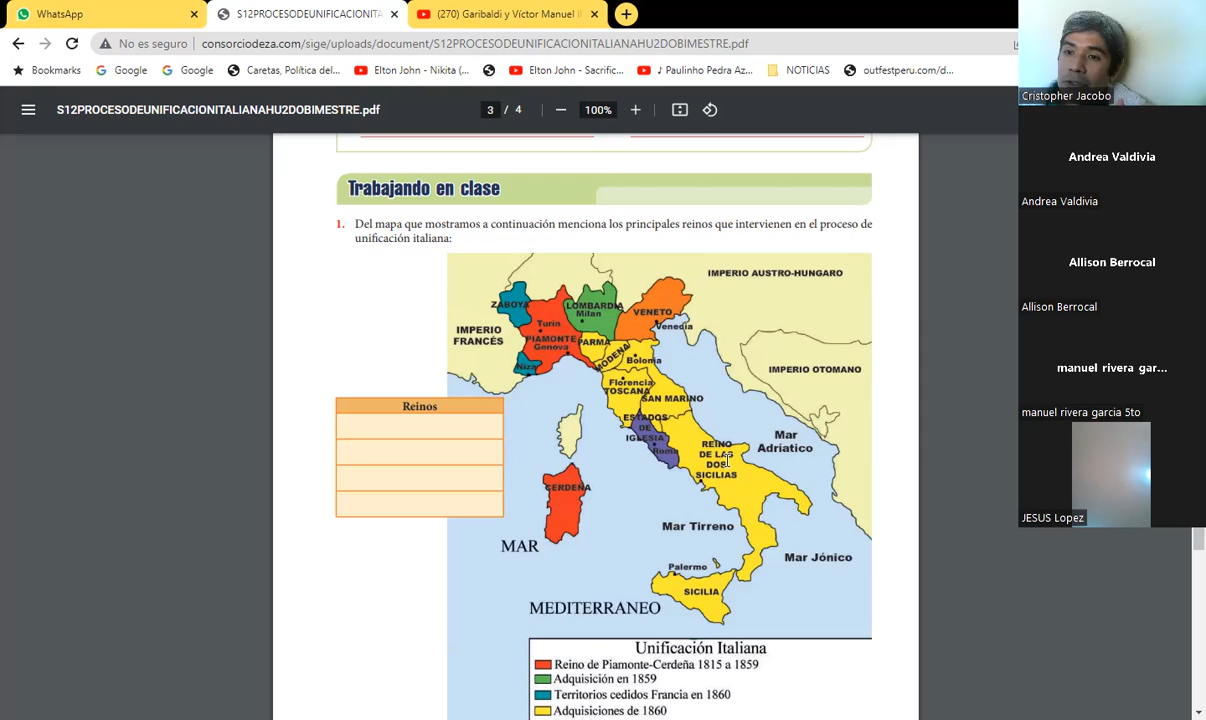 WhatsApp
S12PROCESODEUNIFICACIONITA
(270) Garibaldi y Víctor Manuel I
No es seguro
consorciodeza.com/sige/uploads/document/S12PROCESODEUNIFICACIONITALIANAHU2DOBIMESTRE.pdf
Bookmarks
Google
Google
Caretas, Política del...
Elton John - Nikita (...
Elton John - Sacrific...
♪ Paulinho Pedra Az...
NOTICIAS
outfestperu.com/d...
S12PROCESODEUNIFICACIONITALIANAHU2DOBIMESTRE.pdf
3 / 4
100%
Trabajando en clase
1. Del mapa que mostramos a continuación menciona los principales reinos que intervienen en el proceso de
unificación italiana:
IMPERIO AUSTRO-HUNGARO
ZABOYA
LOMBARDIA
Milan
VENETO
Venedia
Turín
IMPERIO
FRANCÉS
PIAMONTE
Genova
PARMA
MODENA
Bolonia
Niza
IMPERIO OTOMANO
Florencia
TOSCANA
SAN MARINO
Reinos
ESTADOS
DE
IGLESIA
Roma
REINO
DE LAS
DOS
SICILIAS
Mar
Adriatico
CERDEÑA
Mar Tirreno
MAR
Mar Jónico
Palermo
SICILIA
MEDITERRANEO
Unificación Italiana
Reino de Piamonte-Cerdeña 1815 a 1859
Adquisición en 1859
Territorios cedidos Francia en 1860
Adquisiciones de 1860
Cristopher Jacobo
Andrea Valdivia
Andrea Valdivia
Allison Berrocal
Allison Berrocal
manuel rivera gar...
manuel rivera garcia 5to
JESUS Lopez